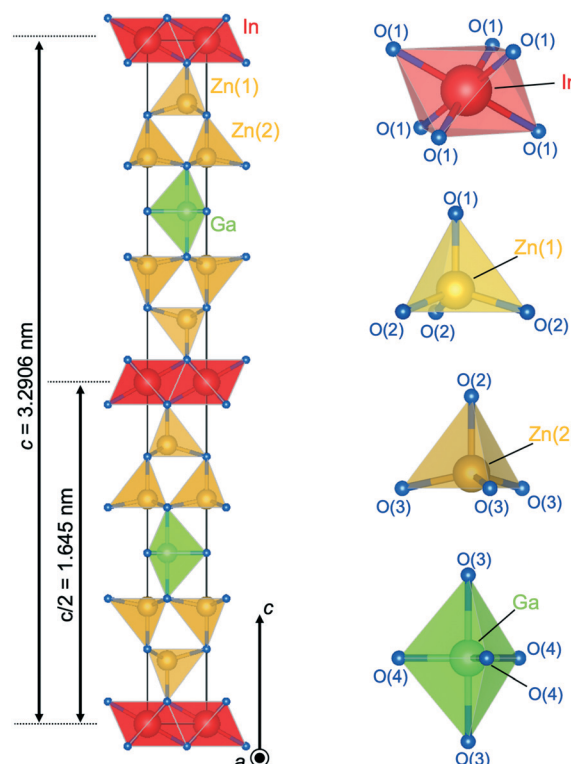 In
Zn(1)
Zn(2)
Ga
c = 3.2906 nm
c/2 = 1.645 nm
c
a
O(1)
O(1)
O(1)
In
O(1)
O(1)
O(1)
O(1)
Zn(1)
O(2)
O(2)
O(2)
O(2)
Zn(2
O(3)
O(3)
O(3)
O(3)
Ga
O(4)
O(4)
O(4)
O(3)